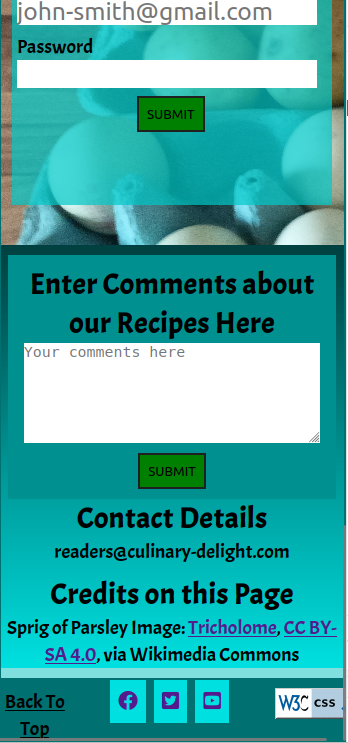 john-smith@gmail.com
Password
SUBMIT
Enter Comments about
our Recipes Here
Your comments here
SUBMIT
Contact Details
readers@culinary-delight.com
Credits on this Page
Sprig of Parsley Image: Tricholome, CC BY-
SA 4.0, via Wikimedia Commons
Back To
Top
W3C css